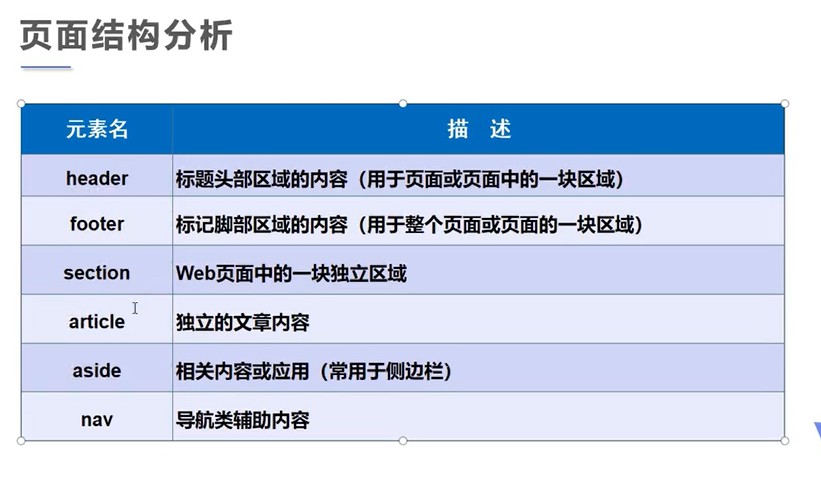 页面结构分析
元素名 描 述
header 标题头部区域的内容（用于页面或页面中的一块区域）
footer 标记脚部区域的内容（用于整个页面或页面的一块区域）
section Web页面中的一块独立区域
article 独立的文章内容
aside 相关内容或应用（常用于侧边栏）
nav 导航类辅助内容